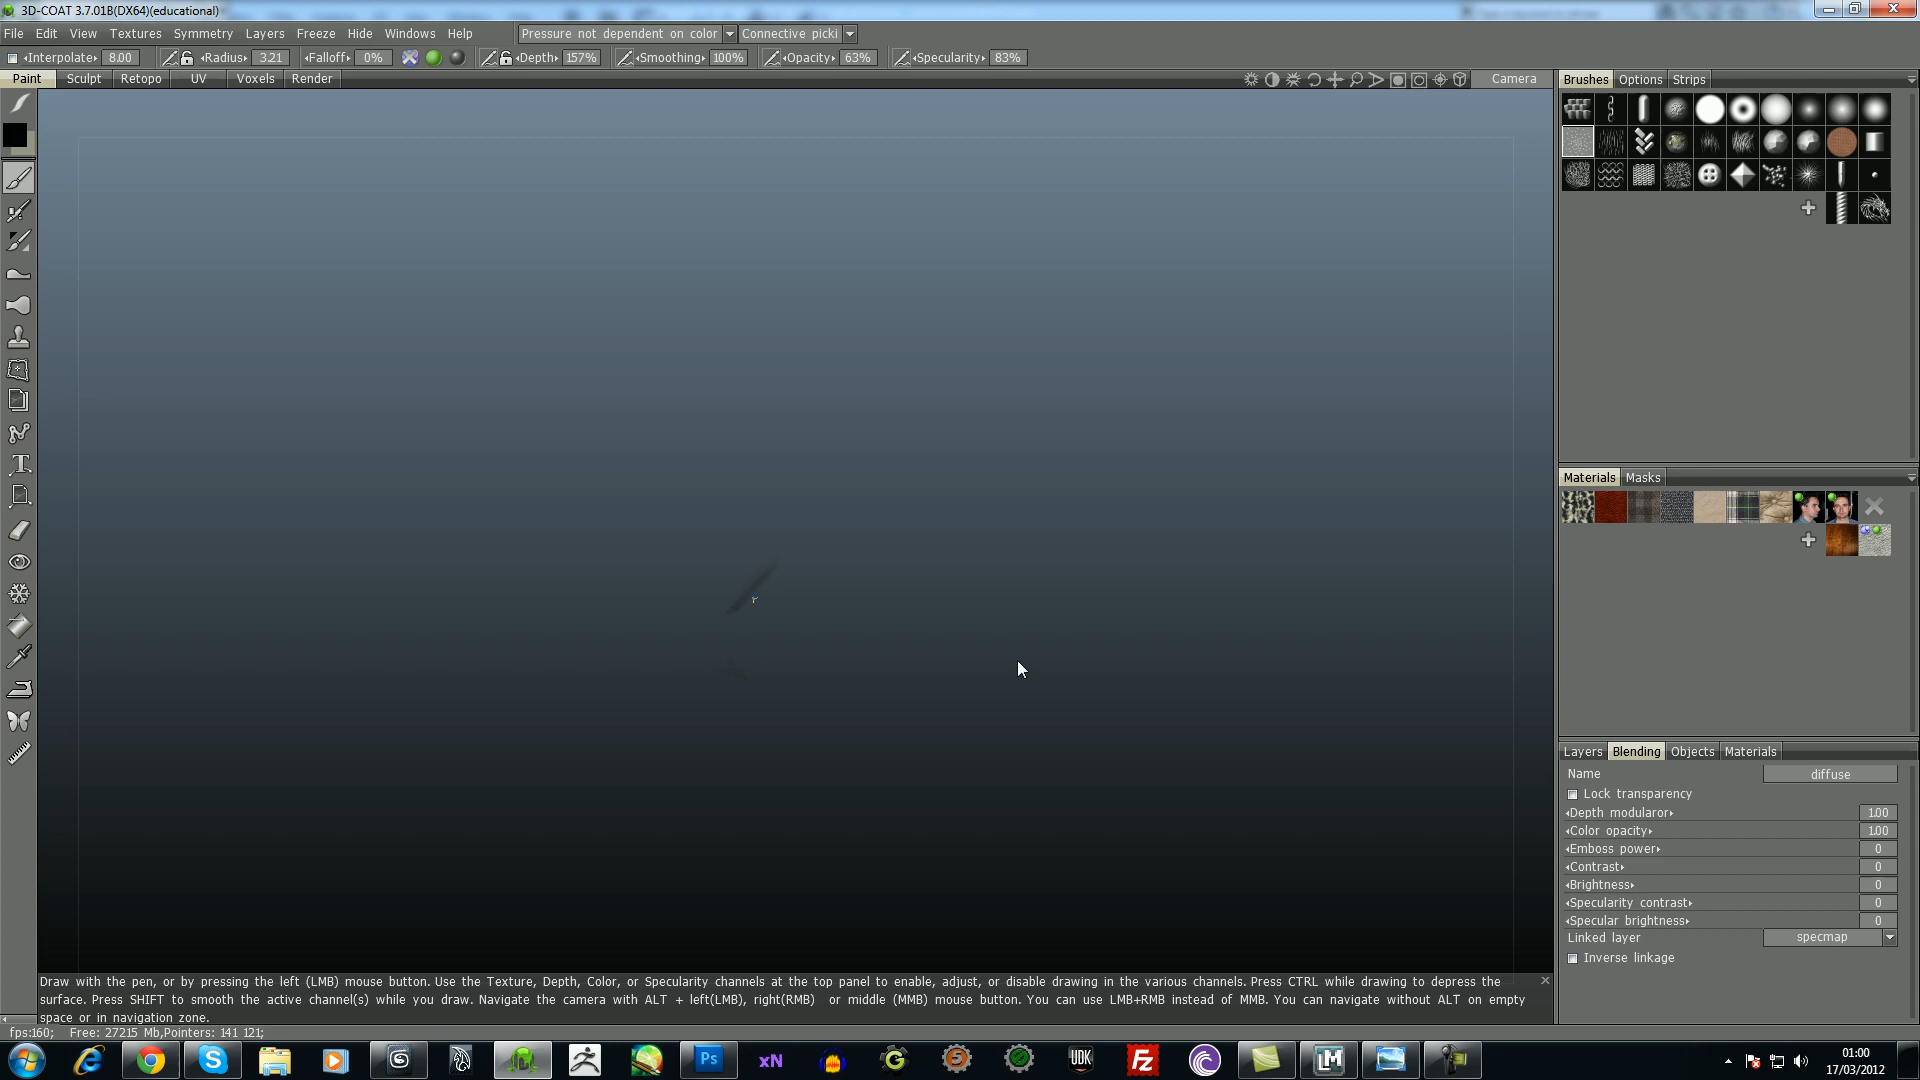 3D-COAT 3.7.01B(DX64)(educational)
File Edit View Textures Symmetry Layers Freeze Hide Windows Help Pressure not dependent on color Connective picki
Interpolate 8.00 Radius 3.21 Falloff 0% Depth 157% Smoothing 100% Opacity 63% Specularity 83%
Paint Sculpt Retopo UV Voxels Render Camera
Brushes Options Strips
Materials Masks
Layers Blending Objects Materials
Name diffuse
Lock transparency
Depth modularor 1.00
Color opacity 1.00
Emboss power 0
Contrast 0
Brightness 0
Specularity contrast 0
Specular brightness 0
Linked layer specmap
Inverse linkage
Draw with the pen, or by pressing the left (LMB) mouse button. Use the Texture, Depth, Color, or Specularity channels at the top panel to enable, adjust, or disable drawing in the various channels. Press CTRL while drawing to depress the
surface. Press SHIFT to smooth the active channel(s) while you draw. Navigate the camera with ALT + left(LMB), right(RMB) or middle (MMB) mouse button. You can use LMB+RMB instead of MMB. You can navigate without ALT on empty
space or in navigation zone.
fps:160; Free: 27215 Mb,Pointers: 141 121;
Ps xN G 5 UDK Fz LM
01:00
17/03/2012